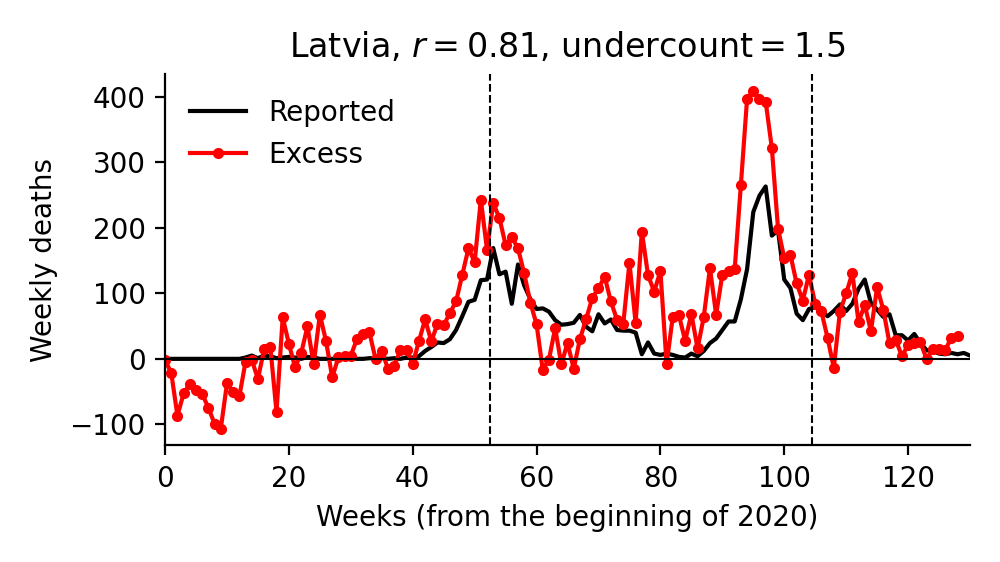 Latvia, r = 0.81, undercount = 1.5
Reported
Excess
Weekly deaths
400
300
200
100
0
−100
0 20 40 60 80 100 120
Weeks (from the beginning of 2020)